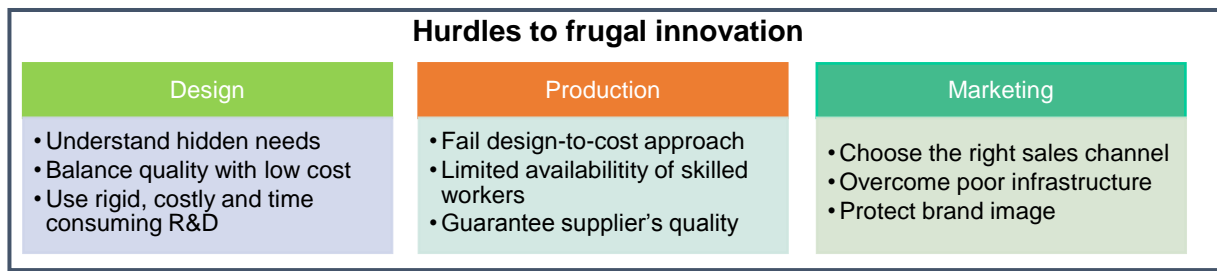 Hurdles to frugal innovation
Design
• Understand hidden needs
• Balance quality with low cost
• Use rigid, costly and time
consuming R&D
Production
• Fail design-to-cost approach
• Limited availabilitity of skilled
workers
• Guarantee supplier's quality
Marketing
• Choose the right sales channel
• Overcome poor infrastructure
• Protect brand image